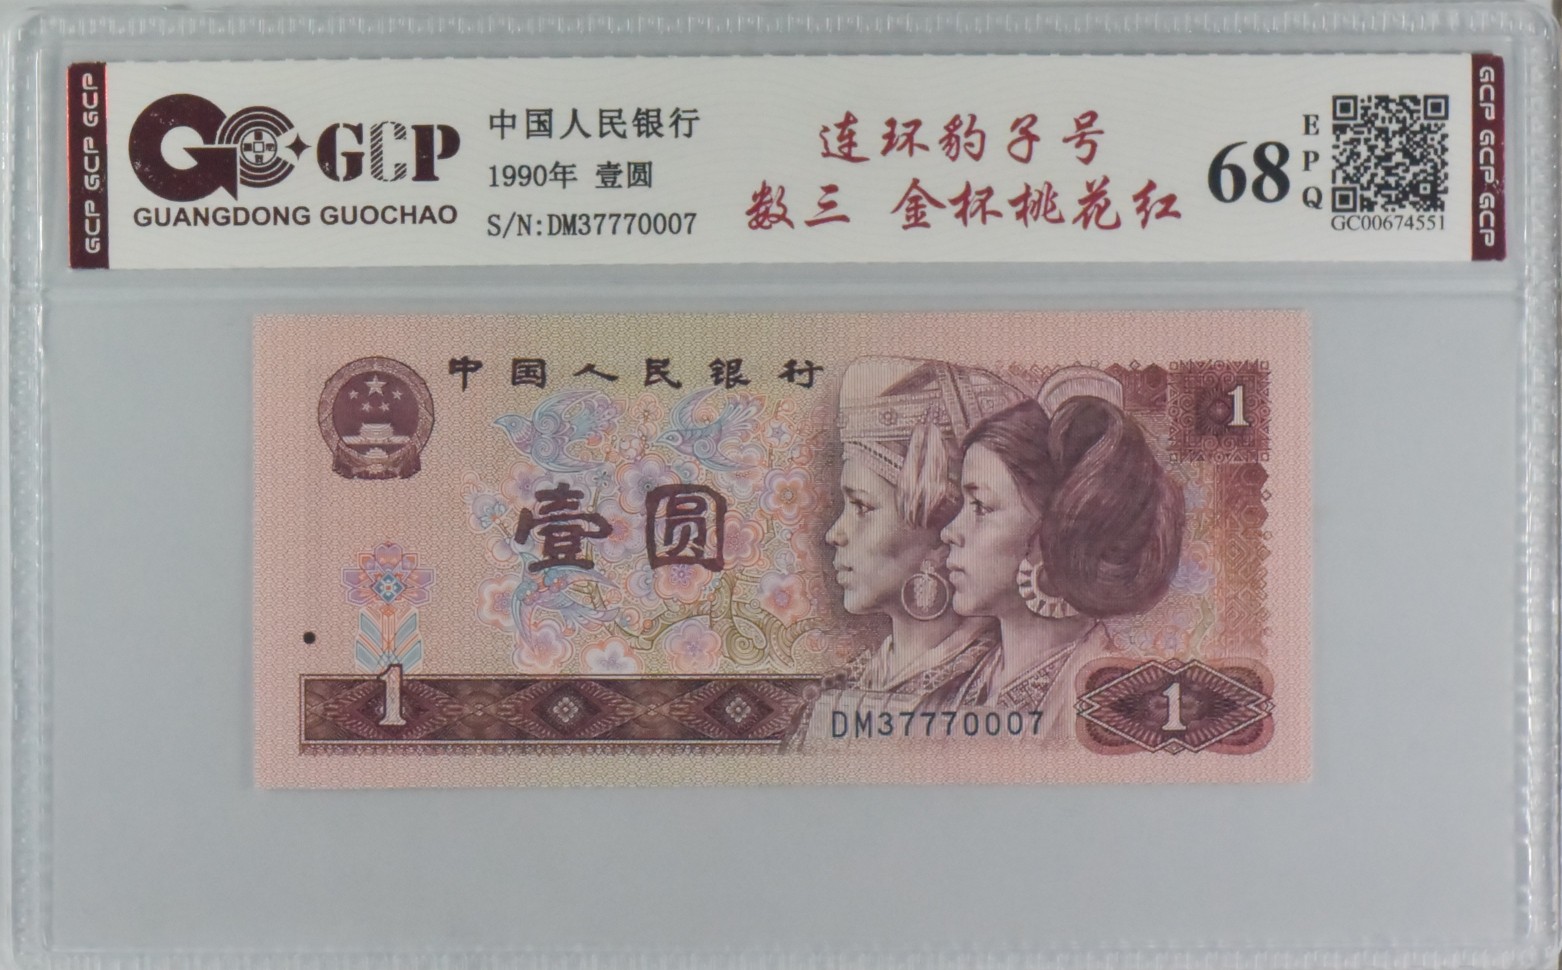 GCP GCP GCP
GCP
GUANGDONG GUOCHAO
中国人民银行
1990年 壹圆
S/N:DM37770007
连环豹子号
数三 金杯桃花红
68
EPQ
GC00674551
GCP GCP GCP
中国人民银行
1
壹圆
1
DM37770007
1